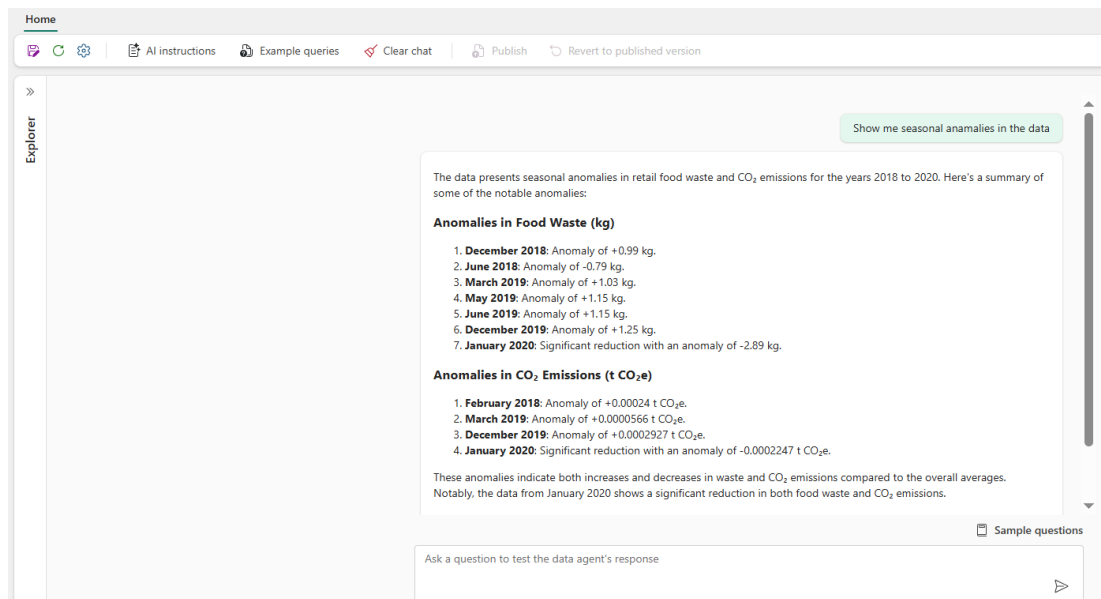 Home
AI instructions Example queries Clear chat Publish Revert to published version
Explorer
Show me seasonal anamalies in the data
The data presents seasonal anomalies in retail food waste and CO₂ emissions for the years 2018 to 2020. Here's a summary of
some of the notable anomalies:
Anomalies in Food Waste (kg)
1. December 2018: Anomaly of +0.99 kg.
2. June 2018: Anomaly of -0.79 kg.
3. March 2019: Anomaly of +1.03 kg.
4. May 2019: Anomaly of +1.15 kg.
5. June 2019: Anomaly of +1.15 kg.
6. December 2019: Anomaly of +1.25 kg.
7. January 2020: Significant reduction with an anomaly of -2.89 kg.
Anomalies in CO₂ Emissions (t CO₂e)
1. February 2018: Anomaly of +0.00024 t CO₂e.
2. March 2019: Anomaly of +0.0000566 t CO₂e.
3. December 2019: Anomaly of +0.0002927 t CO₂e.
4. January 2020: Significant reduction with an anomaly of -0.0002247 t CO₂e.
These anomalies indicate both increases and decreases in waste and CO₂ emissions compared to the overall averages.
Notably, the data from January 2020 shows a significant reduction in both food waste and CO₂ emissions.
Sample questions
Ask a question to test the data agent's response